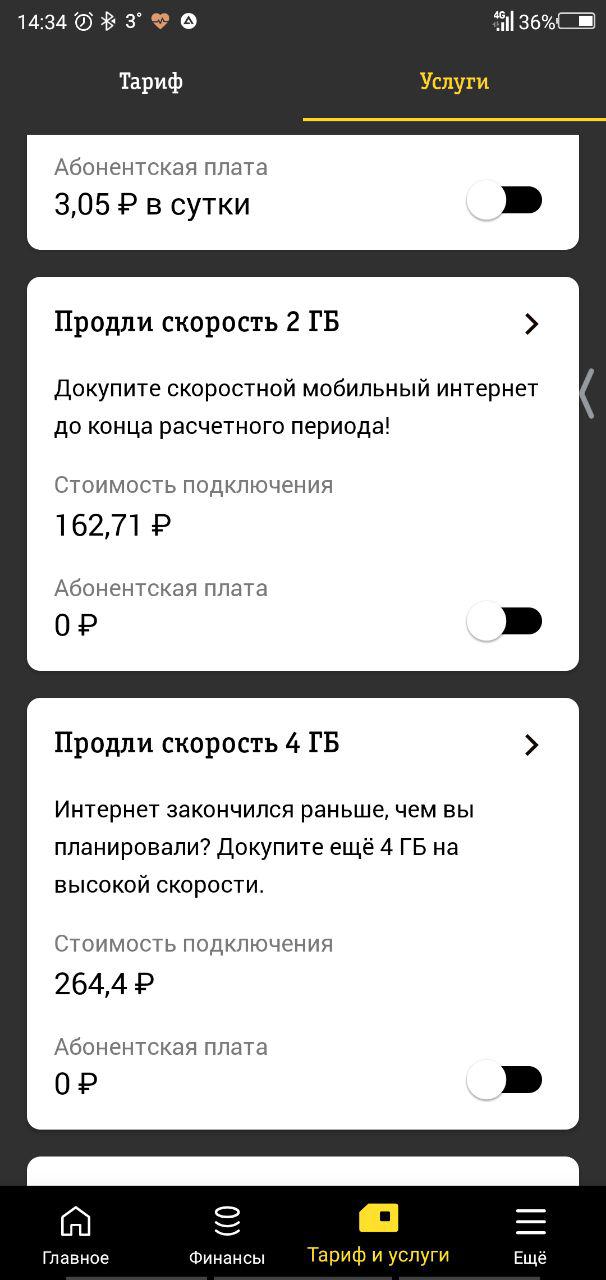 14:34 3° 4G 36%
Тариф Услуги
Абонентская плата
3,05 ₽ в сутки
Продли скорость 2 ГБ
Докупите скоростной мобильный интернет
до конца расчетного периода!
Стоимость подключения
162,71 ₽
Абонентская плата
0 ₽
Продли скорость 4 ГБ
Интернет закончился раньше, чем вы
планировали? Докупите ещё 4 ГБ на
высокой скорости.
Стоимость подключения
264,4 ₽
Абонентская плата
0 ₽
Главное Финансы Тариф и услуги Ещё